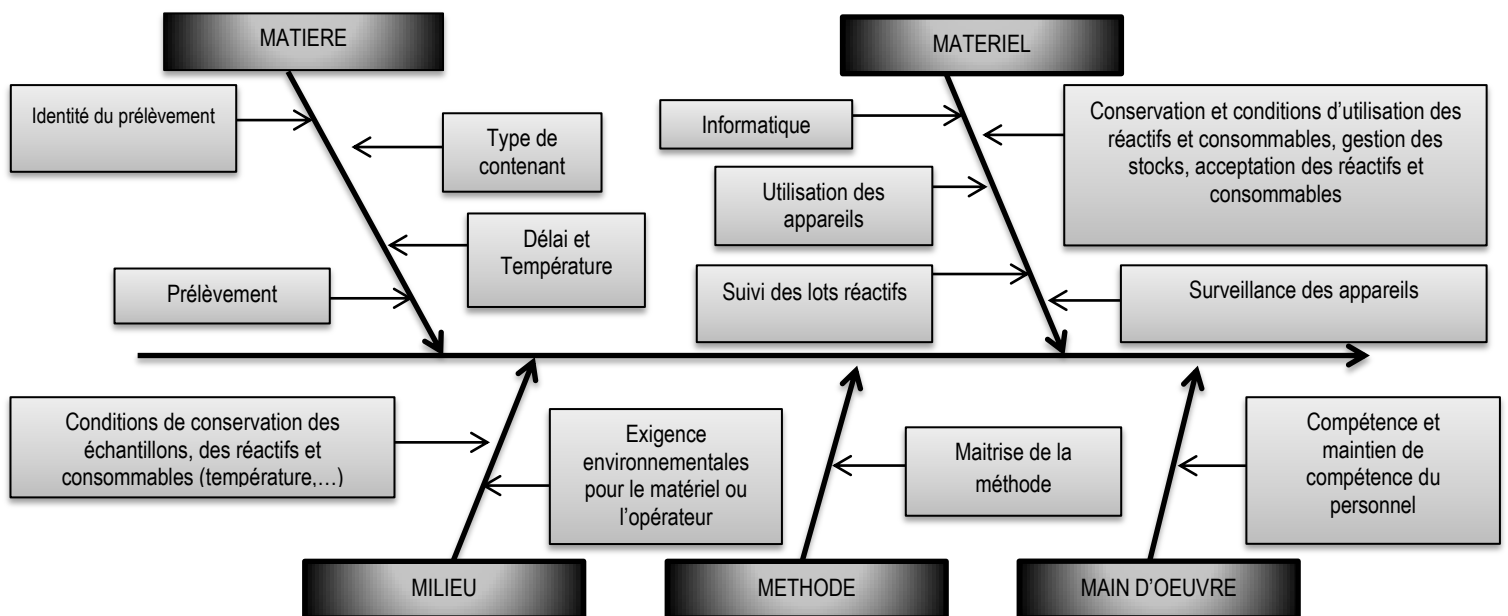 MATIERE
MATERIEL
Identité du prélèvement
Type de
contenant
Délai et
Température
Prélèvement
Informatique
Conservation et conditions d’utilisation des
réactifs et consommables, gestion des
stocks, acceptation des réactifs et
consommables
Utilisation des
appareils
Suivi des lots réactifs
Surveillance des appareils
Conditions de conservation des
échantillons, des réactifs et
consommables (température,…)
Exigence
environnementales
pour le matériel ou
l’opérateur
Maitrise de la
méthode
Compétence et
maintien de
compétence du
personnel
MILIEU
METHODE
MAIN D’OEUVRE